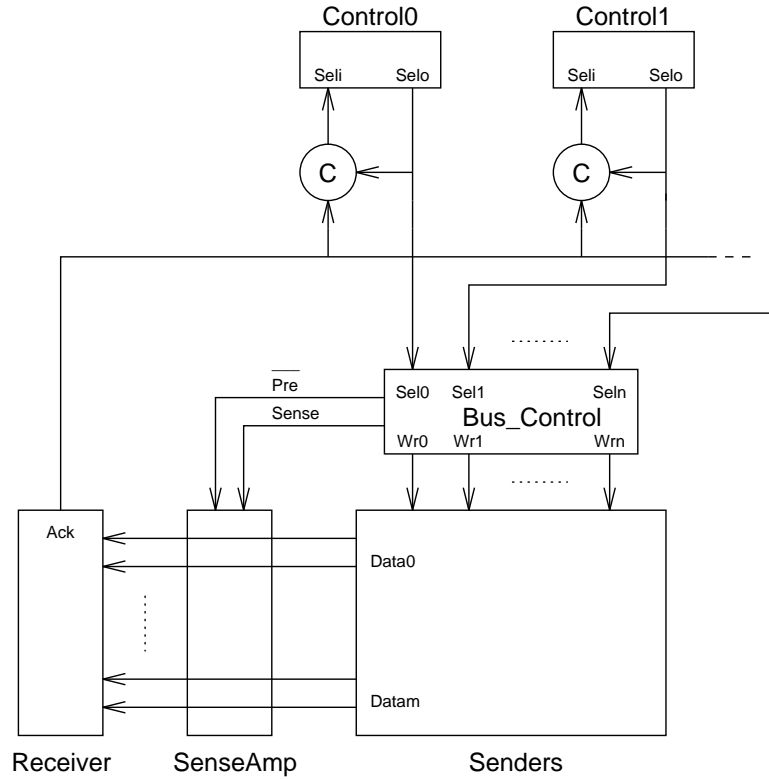 Control0 Control1
Seli Selo Seli Selo
C C
Pre
Sense
Sel0 Sel1 Seln
Bus_Control
Wr0 Wr1 Wrn
Ack
Data0
Datam
Receiver SenseAmp Senders